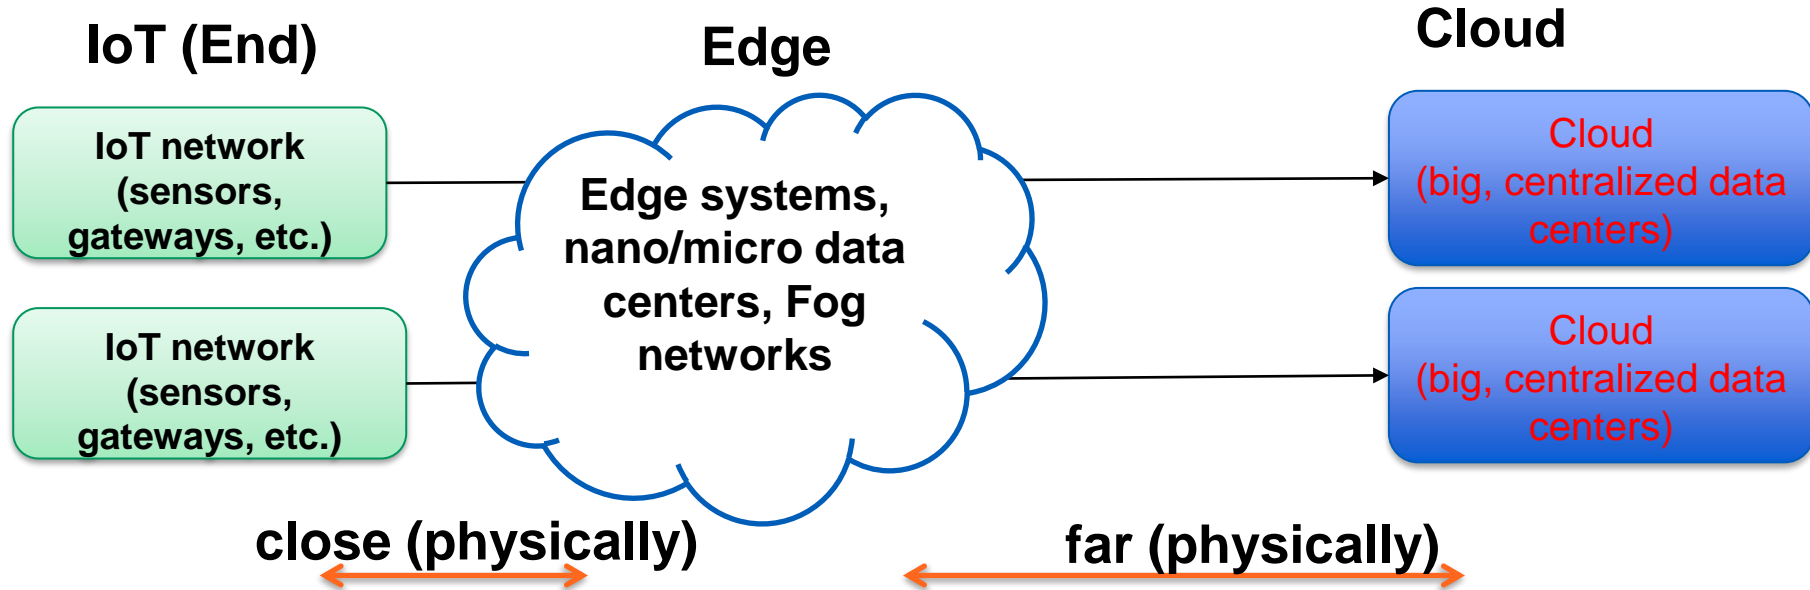 IoT (End)
Edge
Cloud
IoT network
(sensors,
gateways, etc.)
Edge systems,
nano/micro data
centers, Fog
networks
Cloud
(big, centralized data
centers)
IoT network
(sensors,
gateways, etc.)
Cloud
(big, centralized data
centers)
close (physically)
far (physically)